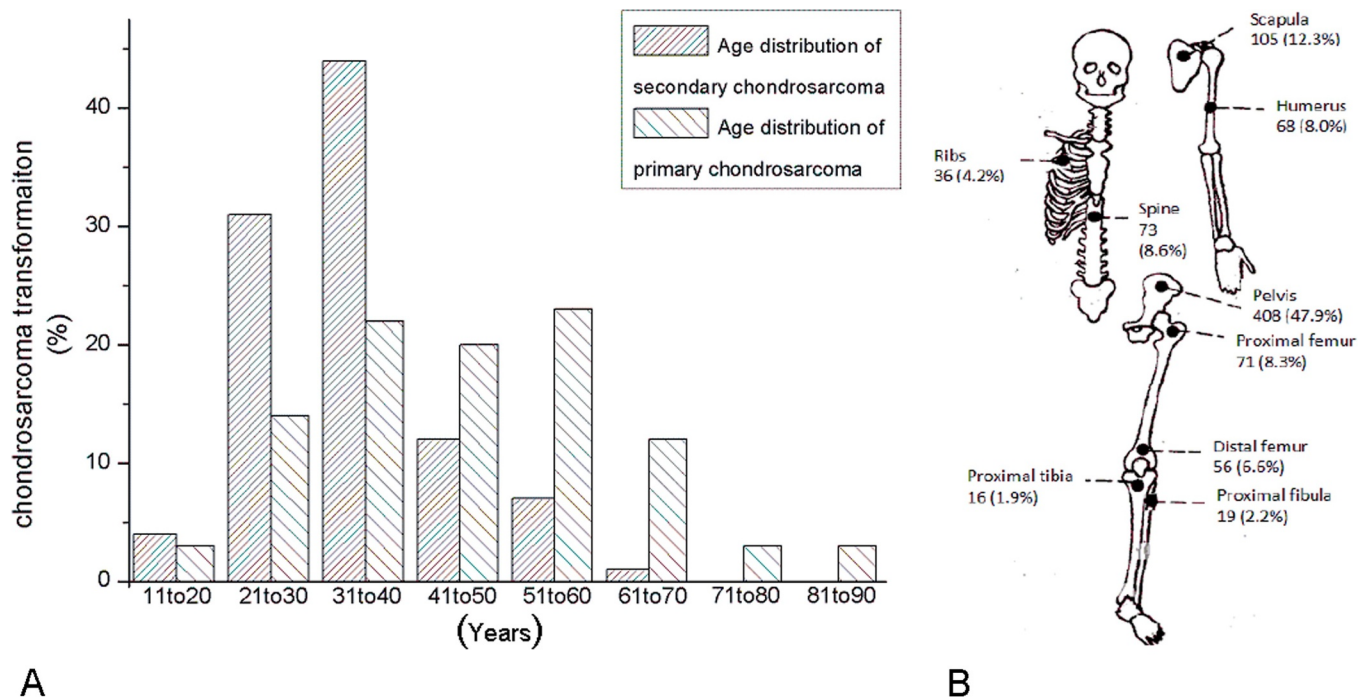 chondrosarcoma transformaiton
(%)
40
30
20
10
0
11to20
21to30
31to40
41to50
51to60
61to70
71to80
81to90
(Years)
Age distribution of
secondary chondrosarcoma
Age distribution of
primary chondrosarcoma
A
Scapula
105 (12.3%)
Humerus
68 (8.0%)
Ribs
36 (4.2%)
Spine
73
(8.6%)
Pelvis
408 (47.9%)
Proximal femur
71 (8.3%)
Distal femur
56 (6.6%)
Proximal tibia
16 (1.9%)
Proximal fibula
19 (2.2%)
B